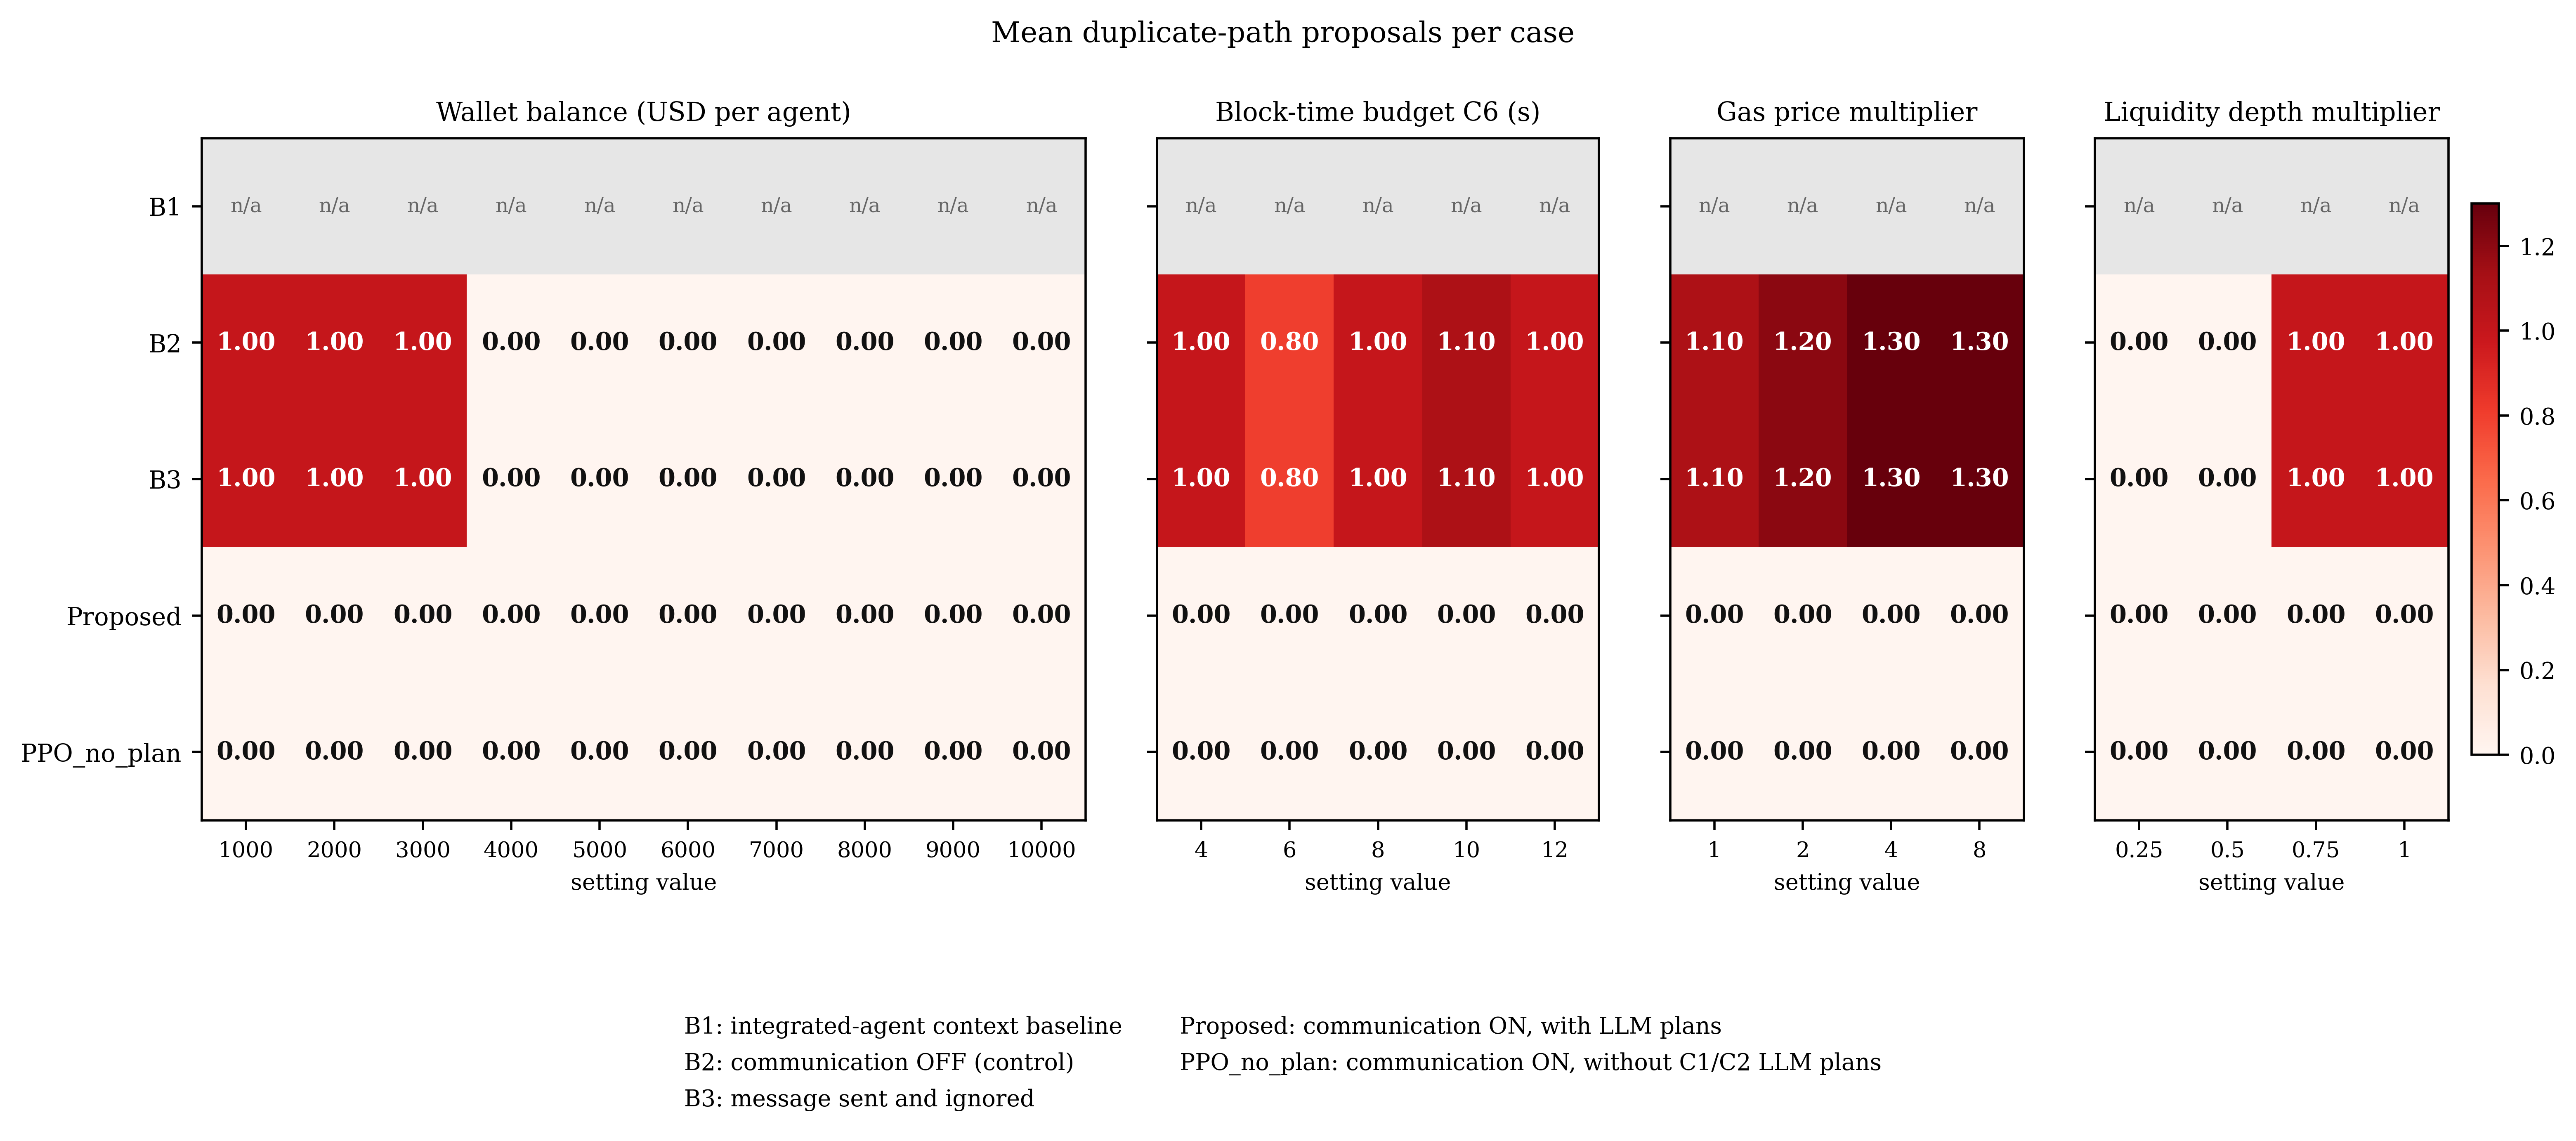 Mean duplicate-path proposals per case
Wallet balance (USD per agent)
Block-time budget C6 (s)
Gas price multiplier
Liquidity depth multiplier
B1 n/a n/a n/a n/a n/a n/a n/a n/a n/a n/a n/a n/a n/a n/a n/a n/a n/a n/a n/a n/a n/a n/a n/a
B2 1.00 1.00 1.00 0.00 0.00 0.00 0.00 0.00 0.00 0.00 1.00 0.80 1.00 1.10 1.00 1.10 1.20 1.30 1.30 0.00 0.00 1.00 1.00
B3 1.00 1.00 1.00 0.00 0.00 0.00 0.00 0.00 0.00 0.00 1.00 0.80 1.00 1.10 1.00 1.10 1.20 1.30 1.30 0.00 0.00 1.00 1.00
Proposed 0.00 0.00 0.00 0.00 0.00 0.00 0.00 0.00 0.00 0.00 0.00 0.00 0.00 0.00 0.00 0.00 0.00 0.00 0.00 0.00 0.00 0.00 0.00
PPO_no_plan 0.00 0.00 0.00 0.00 0.00 0.00 0.00 0.00 0.00 0.00 0.00 0.00 0.00 0.00 0.00 0.00 0.00 0.00 0.00 0.00 0.00 0.00 0.00
1000 2000 3000 4000 5000 6000 7000 8000 9000 10000 4 6 8 10 12 1 2 4 8 0.25 0.5 0.75 1
setting value setting value setting value setting value
1.2
1.0
0.8
0.6
0.4
0.2
0.0
B1: integrated-agent context baseline
B2: communication OFF (control)
B3: message sent and ignored
Proposed: communication ON, with LLM plans
PPO_no_plan: communication ON, without C1/C2 LLM plans